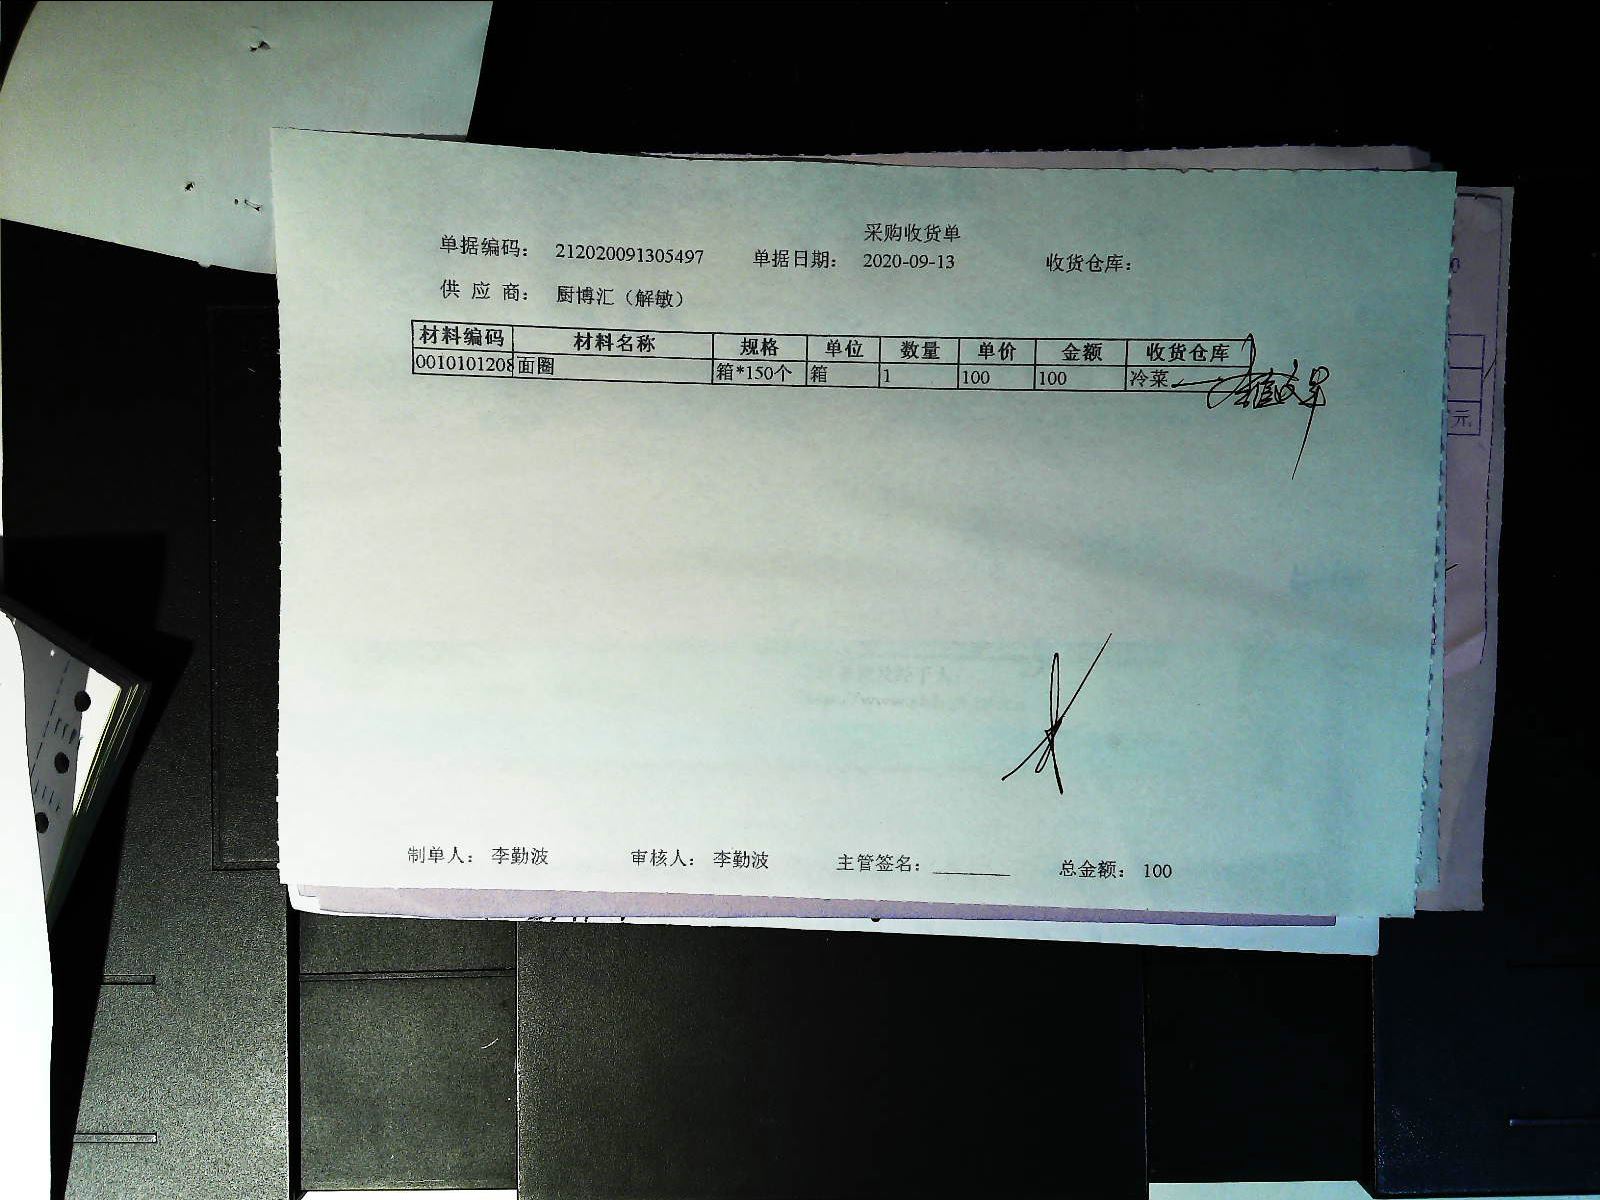 采购收货单
单据编码： 212020091305497 单据日期： 2020-09-13 收货仓库：
供 应 商： 厨博汇（解敏）
材料编码 材料名称 规格 单位 数量 单价 金额 收货仓库
0010101208 面圈 箱*150个 箱 1 100 100 冷菜
元
制单人： 李勤波 审核人： 李勤波 主管签名：________ 总金额： 100